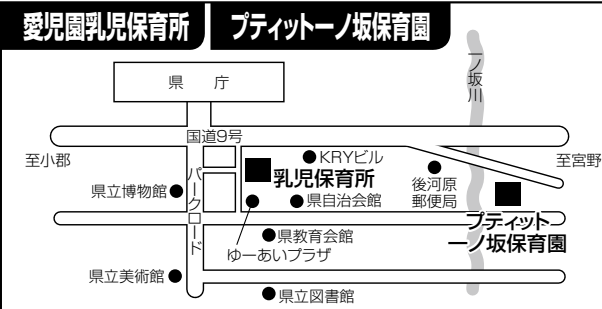 愛児園乳児保育所
プティット一ノ坂保育園
県庁
一ノ坂川
国道9号
至小郡
至宮野
KRYビル
乳児保育所
県立博物館
パークロード
県自治会館
後河原
郵便局
プティット
一ノ坂保育園
県教育会館
ゆーあいプラザ
県立美術館
県立図書館